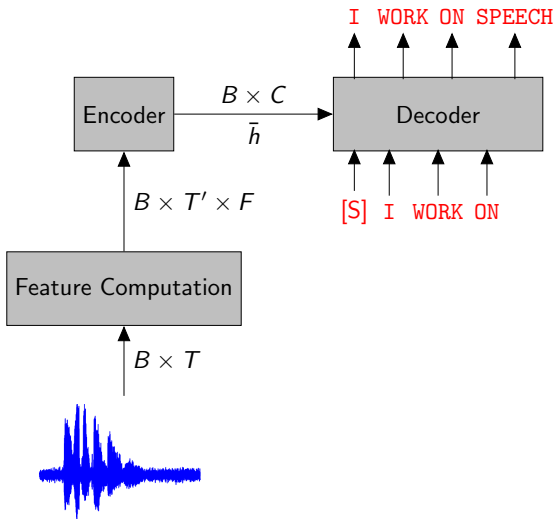 I WORK ON SPEECH
Encoder
B × C
h̄
Decoder
B × T′ × F
[S] I WORK ON
Feature Computation
B × T